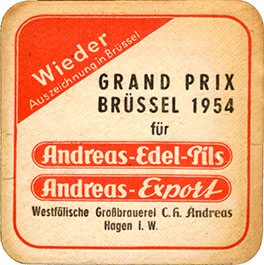 Wieder
Auszeichnung in Brüssel
GRAND PRIX
BRÜSSEL 1954
für
Andreas-Edel-Pils
Andreas-Export
Westfälische Großbrauerei C. H. Andreas
Hagen I. W.